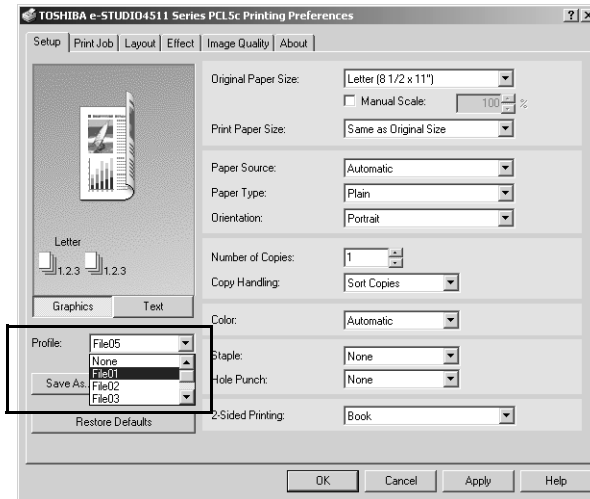 TOSHIBA e-STUDIO4511 Series PCL5c Printing Preferences
Setup Print Job Layout Effect Image Quality About
Original Paper Size: Letter (8 1/2 x 11")
Manual Scale: 100 %
Print Paper Size: Same as Original Size
Paper Source: Automatic
Paper Type: Plain
Orientation: Portrait
Letter
1.2.3 1.2.3
Number of Copies: 1
Copy Handling: Sort Copies
Graphics Text
Color: Automatic
Profile: File05
None
File01
File02
File03
Save As..
Staple: None
Hole Punch: None
Restore Defaults
2-Sided Printing: Book
OK Cancel Apply Help